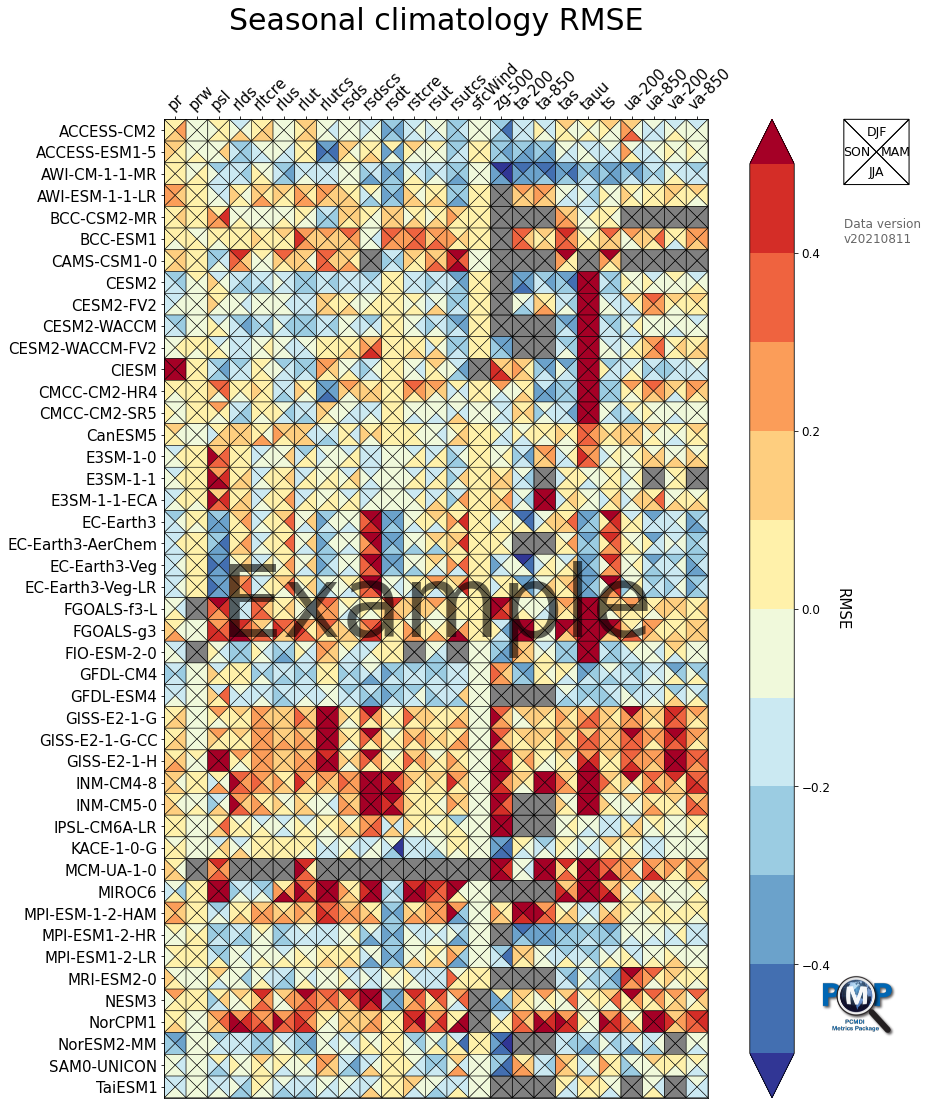 Seasonal climatology RMSE
pr
prw
psl
rlds
rltcre
rlus
rlut
rlutcs
rsds
rsdscs
rsdt
rstcre
rsut
rsutcs
sfcWind
zg-500
ta-200
ta-850
tas
tauu
ts
ua-200
ua-850
va-200
va-850
ACCESS-CM2
ACCESS-ESM1-5
AWI-CM-1-1-MR
AWI-ESM-1-1-LR
BCC-CSM2-MR
BCC-ESM1
CAMS-CSM1-0
CESM2
CESM2-FV2
CESM2-WACCM
CESM2-WACCM-FV2
CIESM
CMCC-CM2-HR4
CMCC-CM2-SR5
CanESM5
E3SM-1-0
E3SM-1-1
E3SM-1-1-ECA
EC-Earth3
EC-Earth3-AerChem
EC-Earth3-Veg
EC-Earth3-Veg-LR
FGOALS-f3-L
FGOALS-g3
FIO-ESM-2-0
GFDL-CM4
GFDL-ESM4
GISS-E2-1-G
GISS-E2-1-G-CC
GISS-E2-1-H
INM-CM4-8
INM-CM5-0
IPSL-CM6A-LR
KACE-1-0-G
MCM-UA-1-0
MIROC6
MPI-ESM-1-2-HAM
MPI-ESM1-2-HR
MPI-ESM1-2-LR
MRI-ESM2-0
NESM3
NorCPM1
NorESM2-MM
SAM0-UNICON
TaiESM1
Example
0.4
0.2
0.0
−0.2
−0.4
RMSE
DJF
SON MAM
JJA
Data version
v20210811
PMP
PCMDI
Metrics Package